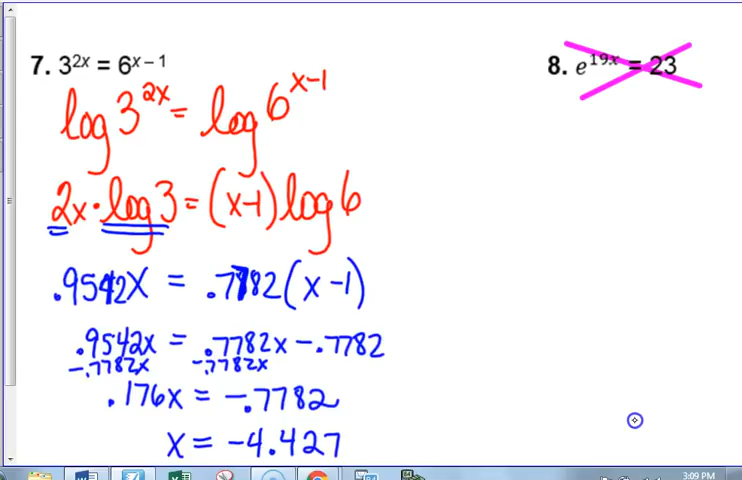 7. 3^{2x} = 6^{x – 1}
8. e^{19x} = 23
log 3^{2x} = log 6^{x-1}
2x · log 3 = (x-1) log 6
.9542x = .7782(x-1)
.9542x = .7782x - .7782
-.7782x -.7782x
.176x = -.7782
x = -4.427
3:09 PM